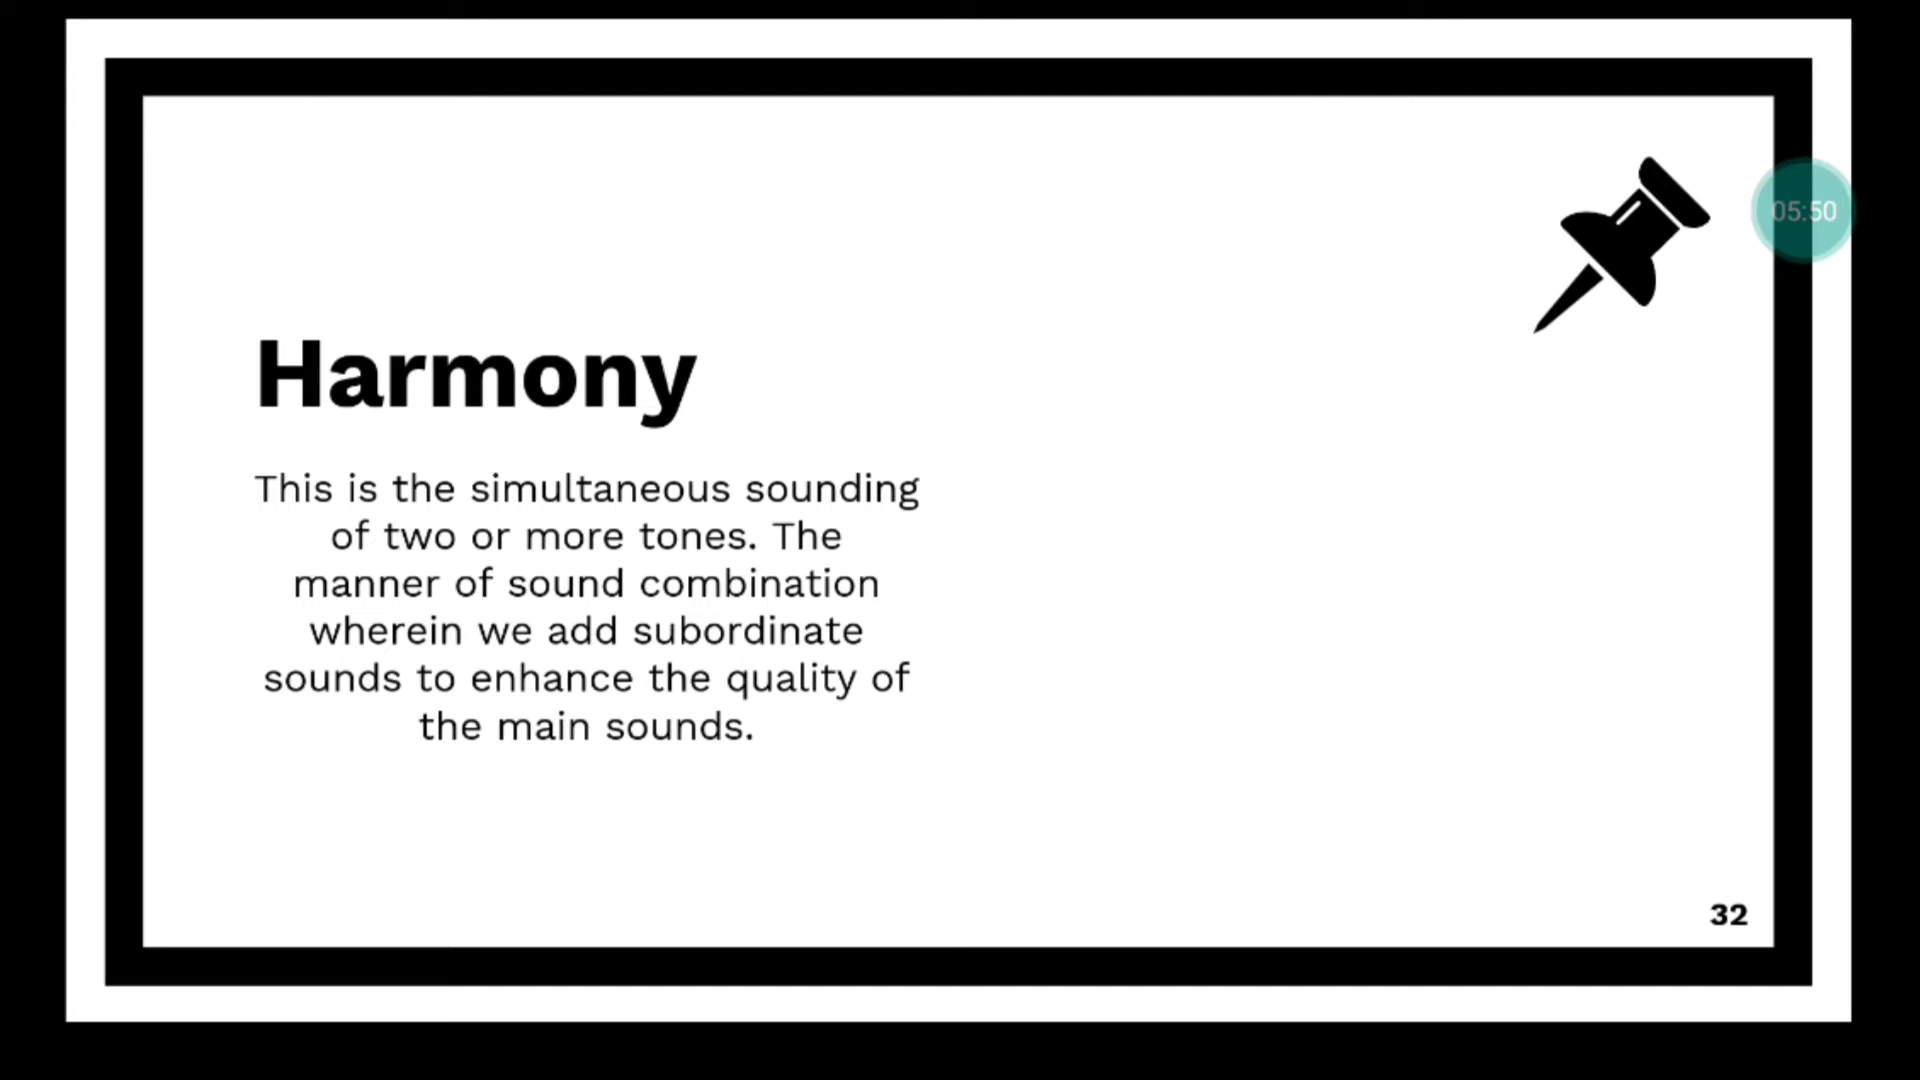 05:50
Harmony
This is the simultaneous sounding
of two or more tones. The
manner of sound combination
wherein we add subordinate
sounds to enhance the quality of
the main sounds.
32